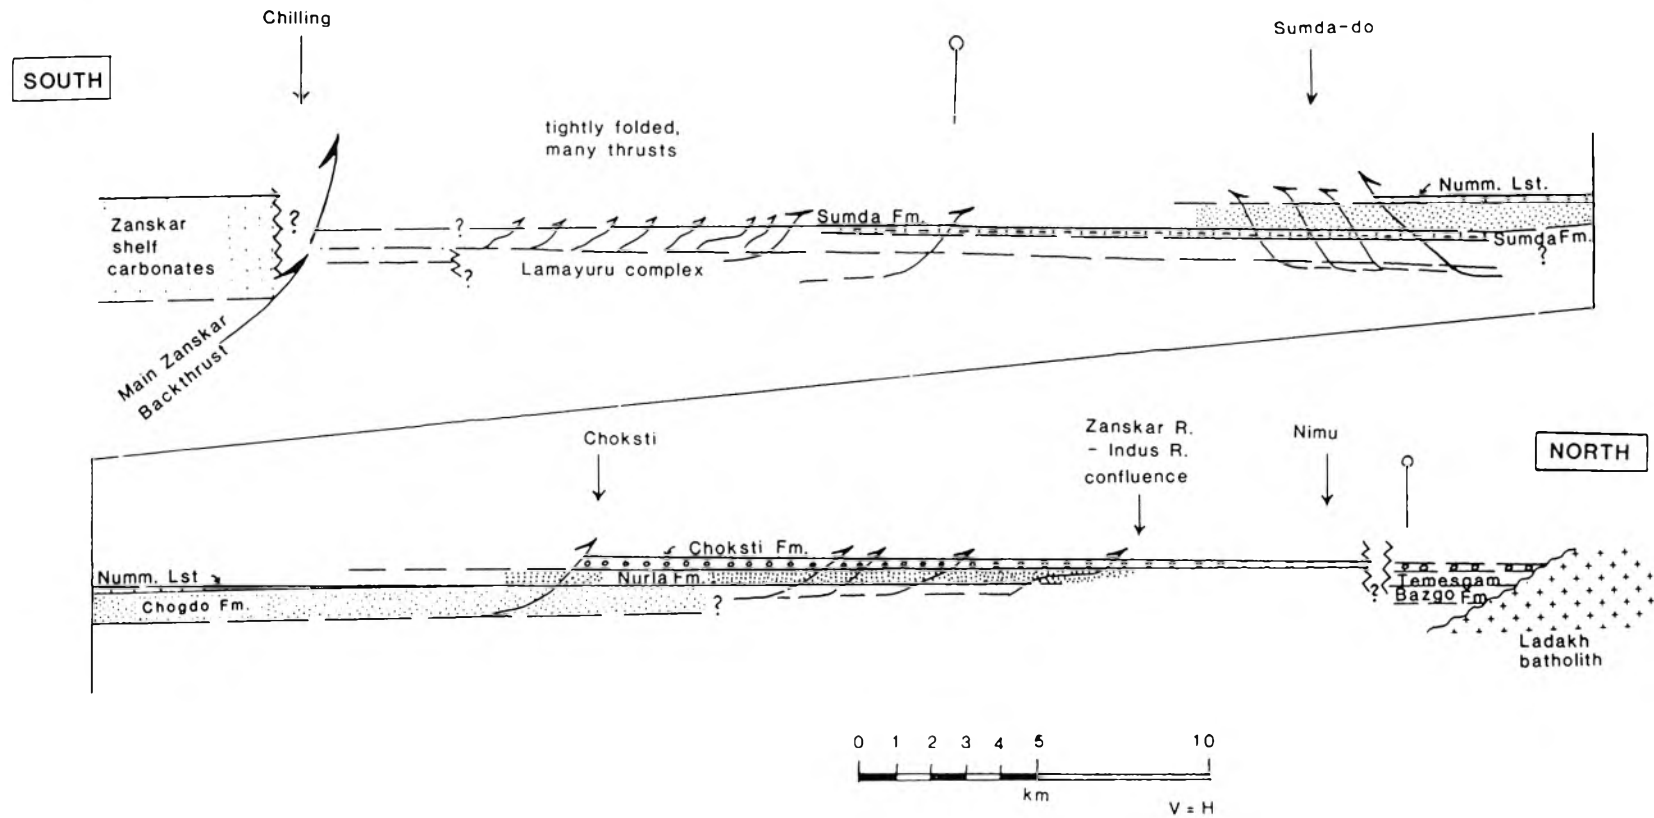 Chilling
Sumda-do
SOUTH
tightly folded,
many thrusts
Numm. Lst.
Zanskar
shelf
carbonates
?
?
Sumda Fm.
Sumda Fm.
?
Lamayuru complex
?
Main Zanskar
Backthrust
Choksti
Zanskar R.
- Indus R.
confluence
Nimu
NORTH
Choksti Fm.
Numm. Lst
Nurla Fm.
Temesgam
Chogdo Fm.
?
?
Bazgo Fm.
Ladakh
batholith
0 1 2 3 4 5 10
km
V = H